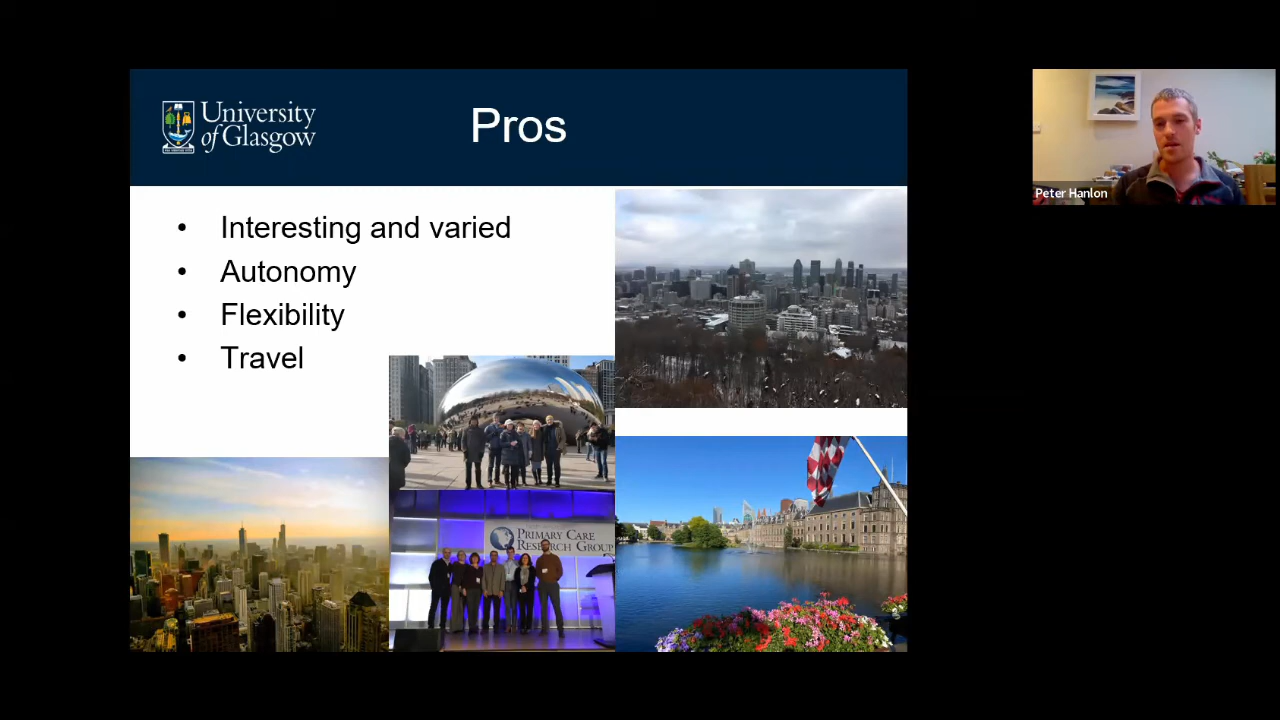 University
of Glasgow
Pros
• Interesting and varied
• Autonomy
• Flexibility
• Travel
PRIMARY CARE
RESEARCH GROUP
Peter Hanlon